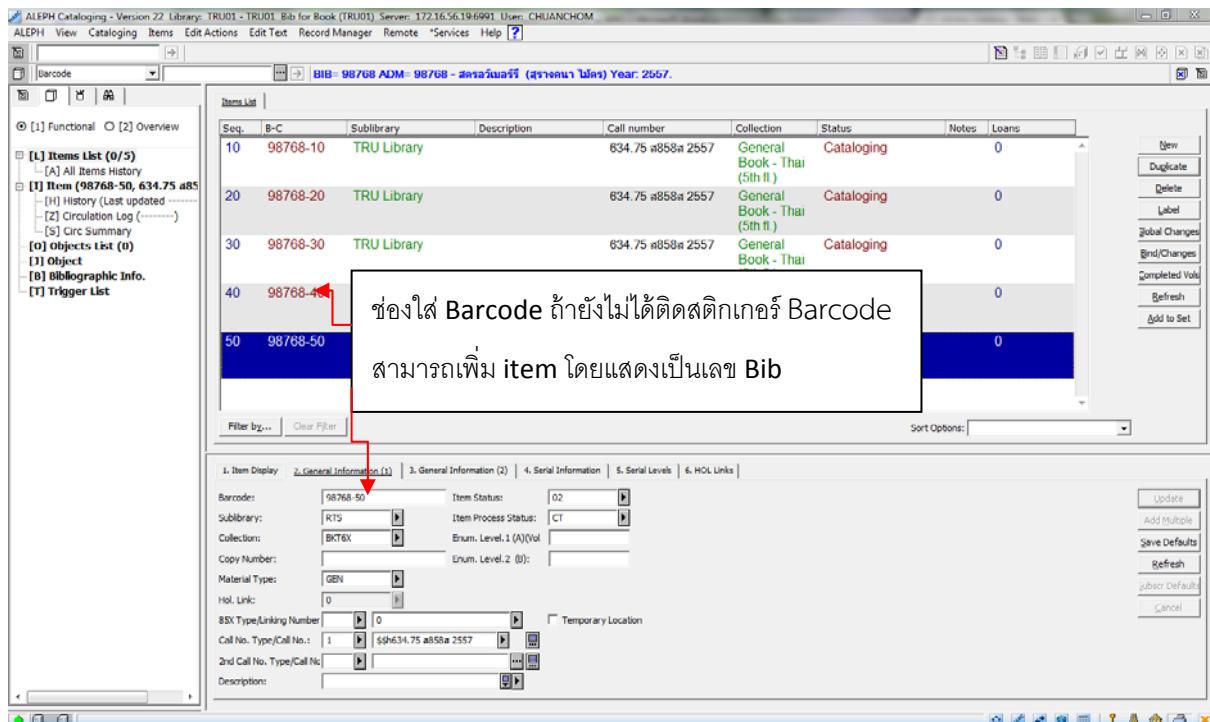 ALEPH Cataloging - Version 22 Library: TRU01 - TRU01 Bib for Book (TRU01) Server: 172.16.56.19:6991 User: CHUANCHOM
ALEPH View Cataloging Items Edit Actions Edit Text Record Manager Remote *Services Help ?
Barcode
BIB= 98768 ADM= 98768 - สตรอว์เบอร์รี (สุรางคนา ไม้ตร) Year: 2557.
[1] Functional [2] Overview
[L] Items List (0/5)
[A] All Items History
[I] Item (98768-50, 634.75 ส85
[H] History (Last updated
[Z] Circulation Log (--------)
[S] Circ Summary
[O] Objects List (0)
[J] Object
[B] Bibliographic Info.
[T] Trigger List
Items List
Seq. B-C Sublibrary Description Call number Collection Status Notes Loans
10 98768-10 TRU Library 634.75 ส858ส 2557 General Book - Thai (5th fl.) Cataloging 0
20 98768-20 TRU Library 634.75 ส858ส 2557 General Book - Thai (5th fl.) Cataloging 0
30 98768-30 TRU Library 634.75 ส858ส 2557 General Book - Thai Cataloging 0
40 0
50 98768-50 0
ช่องใส่ Barcode ถ้ายังไม่ได้ติดสติกเกอร์ Barcode
สามารถเพิ่ม item โดยแสดงเป็นเลข Bib
New
Duplicate
Delete
Label
Global Changes
Bind/Changes
Completed Vols
Refresh
Add to Set
Filter by... Clear Filter
Sort Options:
1. Item Display 2. General Information (1) 3. General Information (2) 4. Serial Information 5. Serial Levels 6. HOL Links
Barcode: 98768-50 Item Status: 02
Sublibrary: RTS Item Process Status: CT
Collection: BKT6X Enum. Level.1 (A)(Vol
Copy Number: Enum. Level.2 (B):
Material Type: GEN
Hol. Link: 0
85X Type/Linking Number 0 Temporary Location
Call No. Type/Call No.: 1 $$h634.75 ส858ส 2557
2nd Call No. Type/Call Nc
Description:
Update
Add Multiple
Save Defaults
Refresh
Subscr Defaults
Cancel